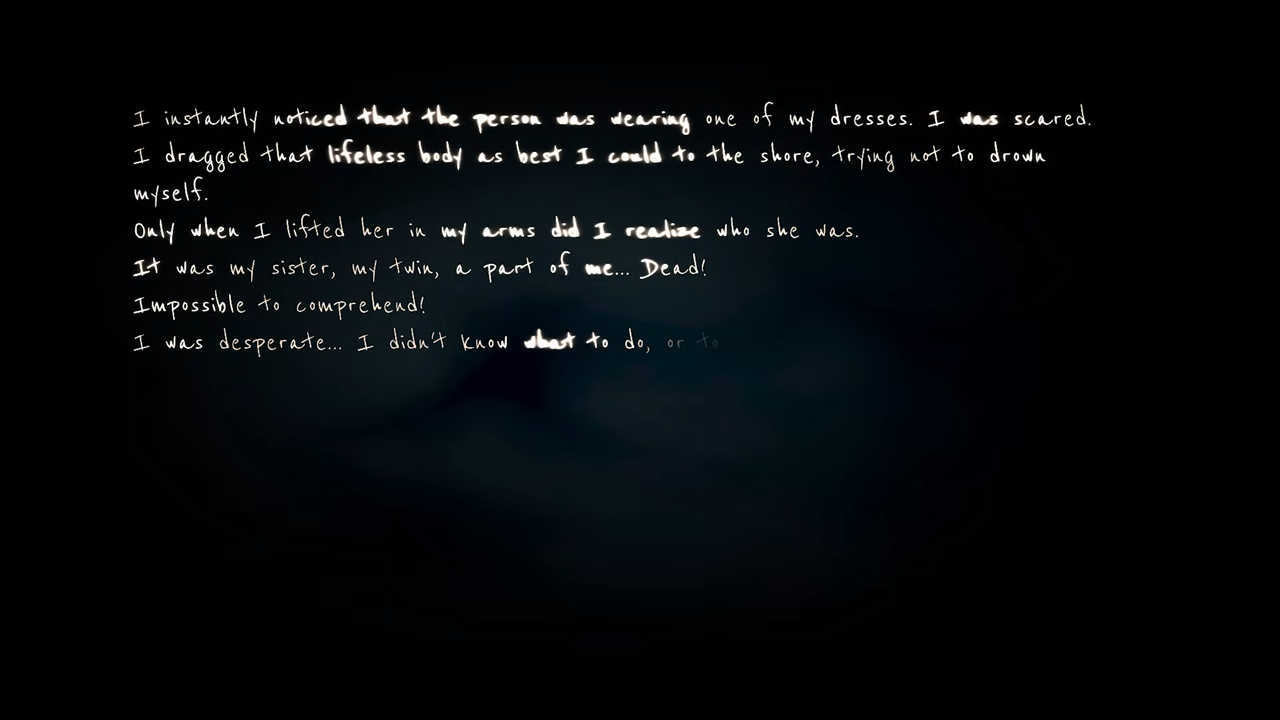 I instantly noticed that the person was wearing one of my dresses. I was scared.
I dragged that lifeless body as best I could to the shore, trying not to drown
myself.
Only when I lifted her in my arms did I realize who she was.
It was my sister, my twin, a part of me... Dead!
Impossible to comprehend!
I was desperate... I didn't know what to do, or to